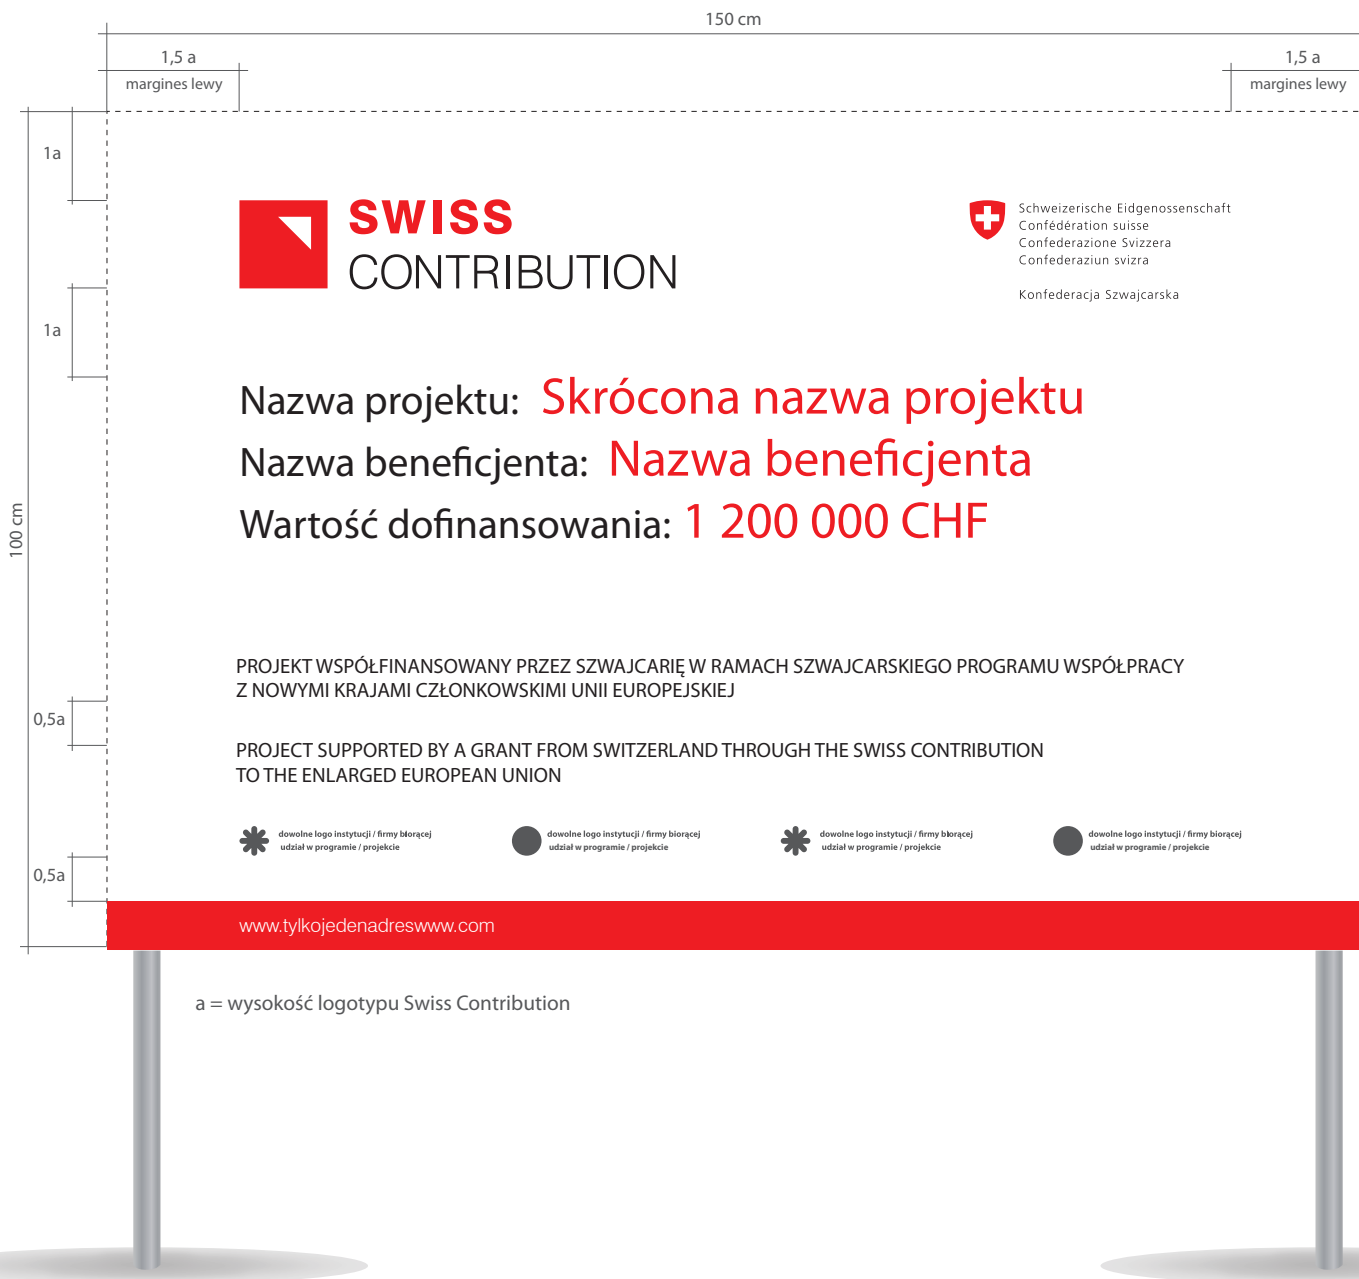 150 cm
1,5 a
margines lewy
1,5 a
margines lewy
1a
SWISS
CONTRIBUTION
Schweizerische Eidgenossenschaft
Confédération suisse
Confederazione Svizzera
Confederaziun svizra
Konfederacja Szwajcarska
1a
Nazwa projektu: Skrócona nazwa projektu
Nazwa beneficjenta: Nazwa beneficjenta
Wartość dofinansowania: 1 200 000 CHF
100 cm
PROJEKT WSPÓŁFINANSOWANY PRZEZ SZWAJCARIĘ W RAMACH SZWAJCARSKIEGO PROGRAMU WSPÓŁPRACY
Z NOWYMI KRAJAMI CZŁONKOWSKIMI UNII EUROPEJSKIEJ
0,5a
PROJECT SUPPORTED BY A GRANT FROM SWITZERLAND THROUGH THE SWISS CONTRIBUTION
TO THE ENLARGED EUROPEAN UNION
dowolne logo instytucji / firmy biorącej
udział w programie / projekcie
dowolne logo instytucji / firmy biorącej
udział w programie / projekcie
dowolne logo instytucji / firmy biorącej
udział w programie / projekcie
dowolne logo instytucji / firmy biorącej
udział w programie / projekcie
0,5a
www.tylkojedenadreswww.com
a = wysokość logotypu Swiss Contribution